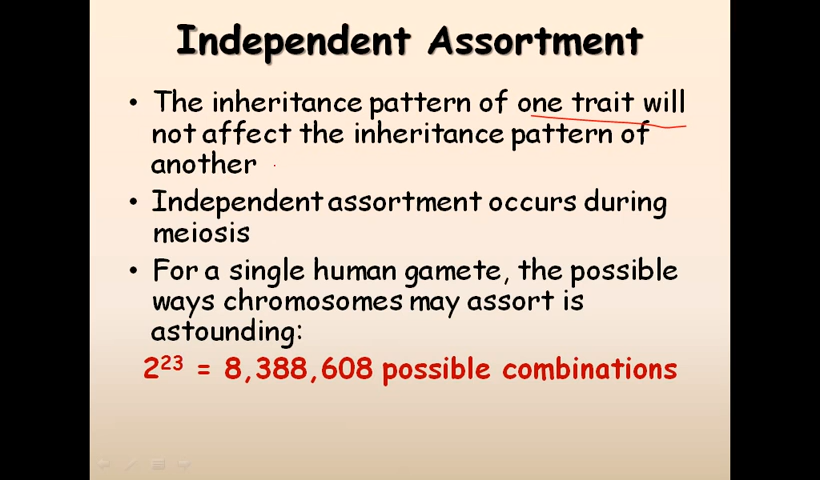 Independent Assortment
• The inheritance pattern of one trait will
not affect the inheritance pattern of
another
• Independent assortment occurs during
meiosis
• For a single human gamete, the possible
ways chromosomes may assort is
astounding:
2²³ = 8,388,608 possible combinations